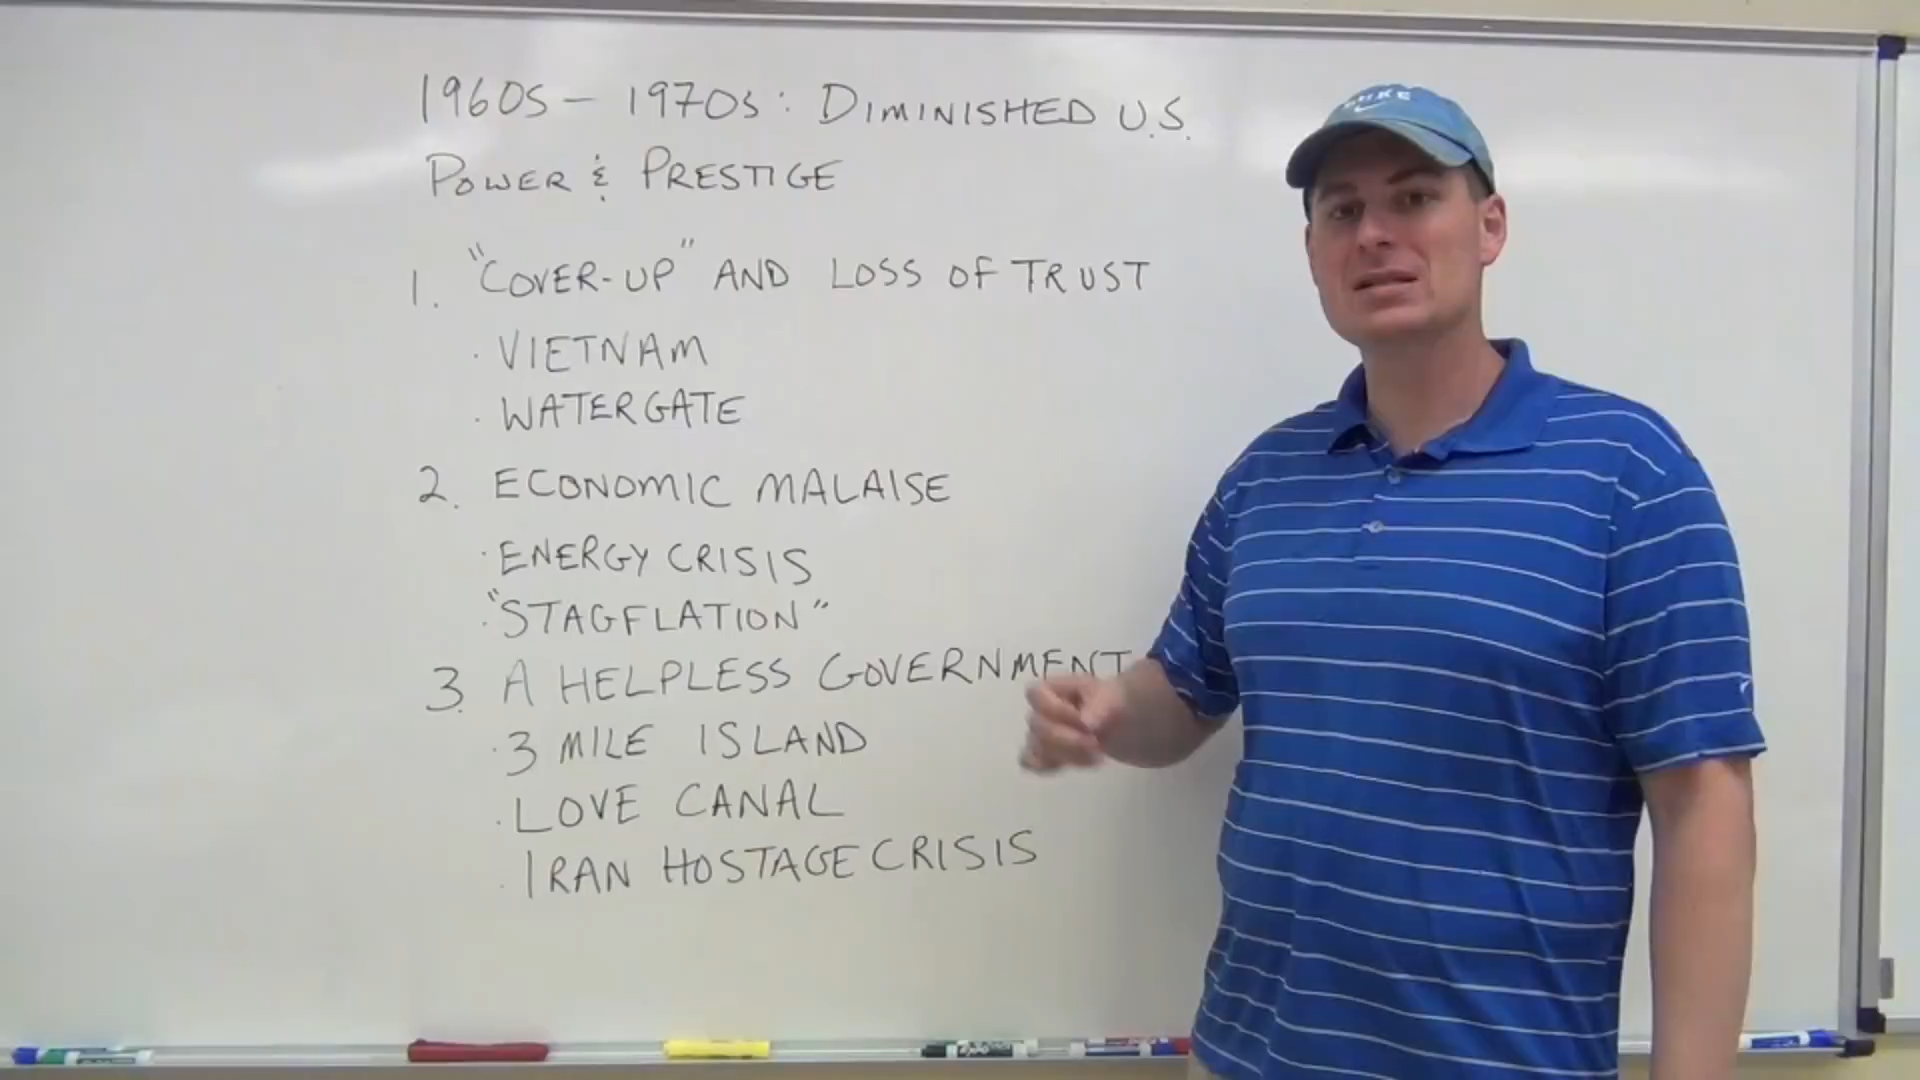 1960s – 1970s: DIMINISHED U.S.
POWER & PRESTIGE
1. "COVER-UP" AND LOSS OF TRUST
· VIETNAM
· WATERGATE
2. ECONOMIC MALAISE
· ENERGY CRISIS
· "STAGFLATION"
3. A HELPLESS GOVERNMENT
· 3 MILE ISLAND
· LOVE CANAL
· IRAN HOSTAGE CRISIS
DUKE